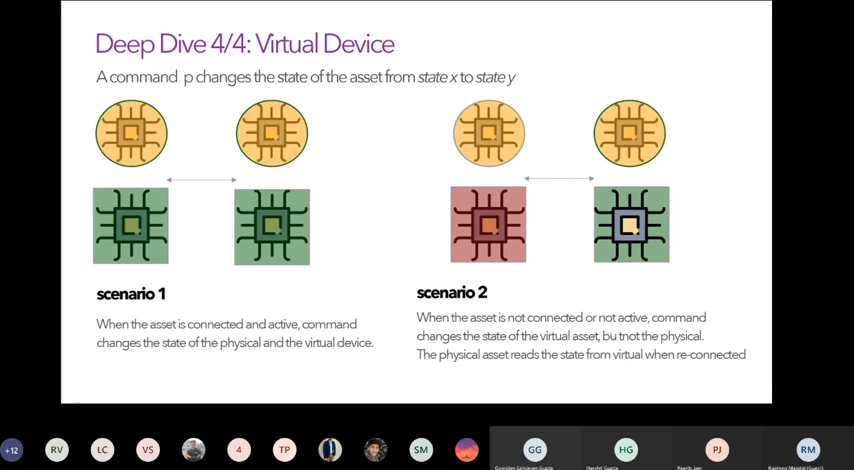 Deep Dive 4/4: Virtual Device
A command p changes the state of the asset from state x to state y
scenario 1
When the asset is connected and active, command
changes the state of the physical and the virtual device.
scenario 2
When the asset is not connected or not active, command
changes the state of the virtual asset, bu tnot the physical.
The physical asset reads the state from virtual when re-connected
+12
RV
LC
VS
4
TP
SM
GG
HG
PJ
RM
Harshit Gupta
Paarth Jain